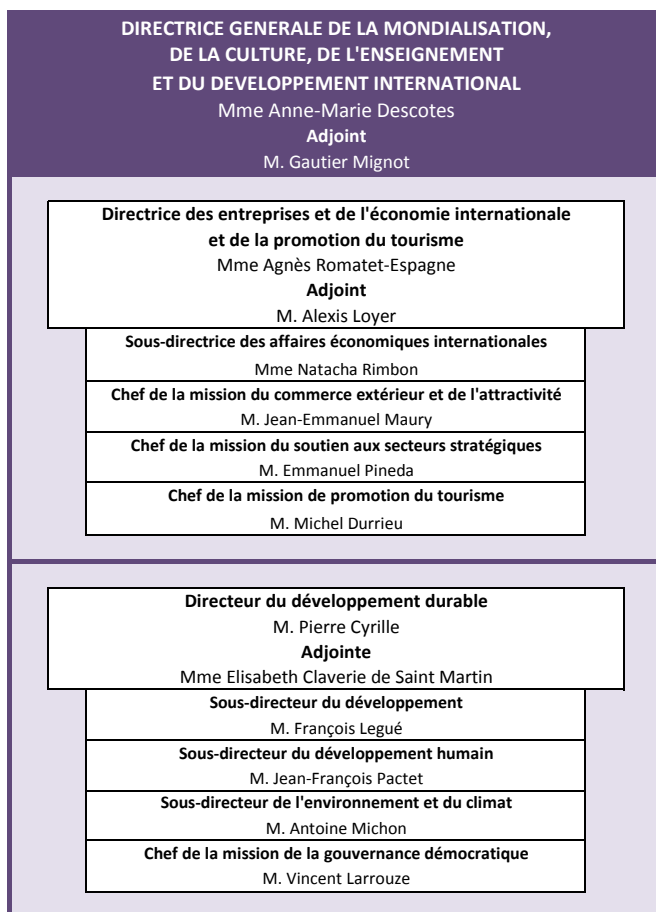 DIRECTRICE GENERALE DE LA MONDIALISATION,
DE LA CULTURE, DE L'ENSEIGNEMENT
ET DU DEVELOPPEMENT INTERNATIONAL
Mme Anne-Marie Descotes
Adjoint
M. Gautier Mignot
Directrice des entreprises et de l'économie internationale
et de la promotion du tourisme
Mme Agnès Romatet-Espagne
Adjoint
M. Alexis Loyer
Sous-directrice des affaires économiques internationales
Mme Natacha Rimbon
Chef de la mission du commerce extérieur et de l'attractivité
M. Jean-Emmanuel Maury
Chef de la mission du soutien aux secteurs stratégiques
M. Emmanuel Pineda
Chef de la mission de promotion du tourisme
M. Michel Durrieu
Directeur du développement durable
M. Pierre Cyrille
Adjointe
Mme Elisabeth Claverie de Saint Martin
Sous-directeur du développement
M. François Legué
Sous-directeur du développement humain
M. Jean-François Pactet
Sous-directeur de l'environnement et du climat
M. Antoine Michon
Chef de la mission de la gouvernance démocratique
M. Vincent Larrouze